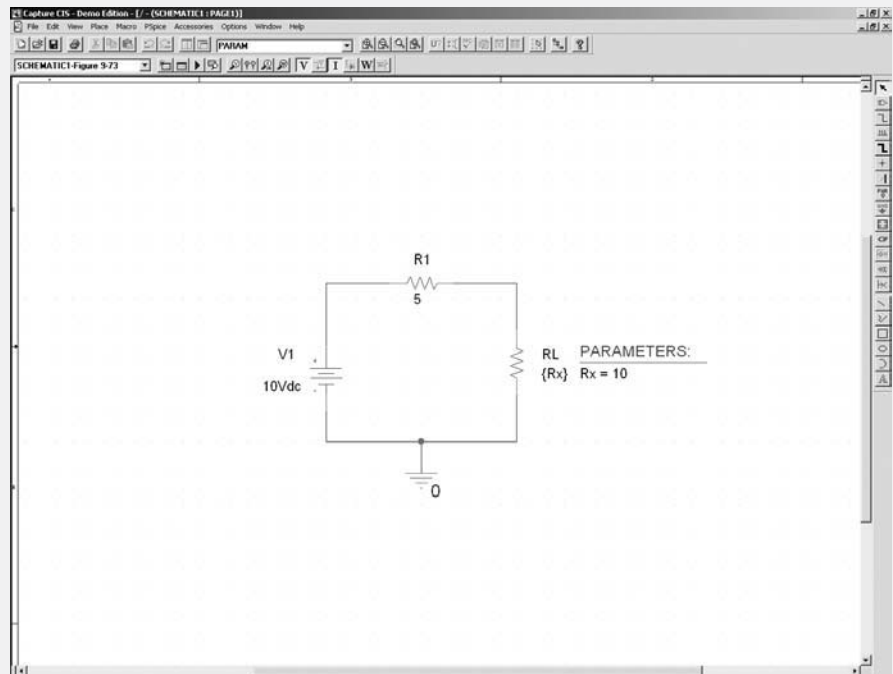 Capture CIS - Demo Edition - [/ - (SCHEMATIC1 : PAGE1)]
File Edit View Place Macro PSpice Accessories Options Window Help
PARAM
SCHEMATIC1-Figure 9-73
V I W
R1
5
V1
+
10Vdc
-
RL PARAMETERS:
{Rx} Rx = 10
0